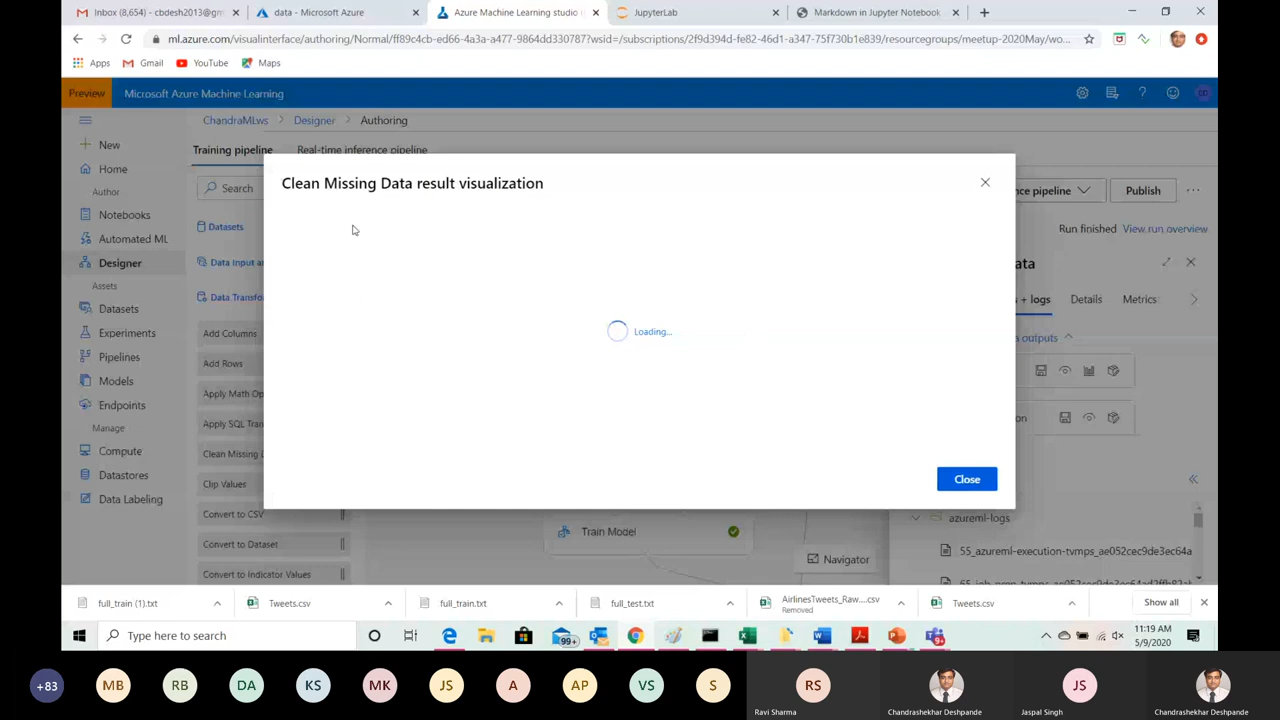 Inbox (8,654) - cbdesh2013@gm
data - Microsoft Azure
Azure Machine Learning studio
JupyterLab
Markdown in Jupyter Notebook
ml.azure.com/visualinterface/authoring/Normal/ff89c4cb-ed66-4a3a-a477-9864dd330787?wsid=/subscriptions/2f9d394d-fe82-46d1-a347-75f730b1e839/resourcegroups/meetup-2020May/wo...
Apps
Gmail
YouTube
Maps
Preview
Microsoft Azure Machine Learning
CD
ChandraMLws > Designer > Authoring
New
Home
Author
Notebooks
Automated ML
Designer
Assets
Datasets
Experiments
Pipelines
Models
Endpoints
Manage
Compute
Datastores
Data Labeling
Training pipeline
Real-time inference pipeline
Search
Datasets
Data Input a
Data Transfo
Add Columns
Add Rows
Apply Math Op
Apply SQL Tran
Clean Missing D
Clip Values
Convert to CSV
Convert to Dataset
Convert to Indicator Values
Clean Missing Data result visualization
Loading...
Close
nce pipeline
Publish
Run finished
View run overview
ata
s + logs
Details
Metrics
outputs
on
azureml-logs
55_azureml-execution-tvmps_ae052cec9de3ec64a
Train Model
Navigator
full_train (1).txt
Tweets.csv
full_train.txt
full_test.txt
AirlinesTweets_Raw....csv
Removed
Tweets.csv
Show all
Type here to search
99+
9+
11:19 AM
5/9/2020
+83
MB
RB
DA
KS
MK
JS
A
AP
VS
S
RS
JS
Ravi Sharma
Chandrashekhar Deshpande
Jaspal Singh
Chandrashekhar Deshpande